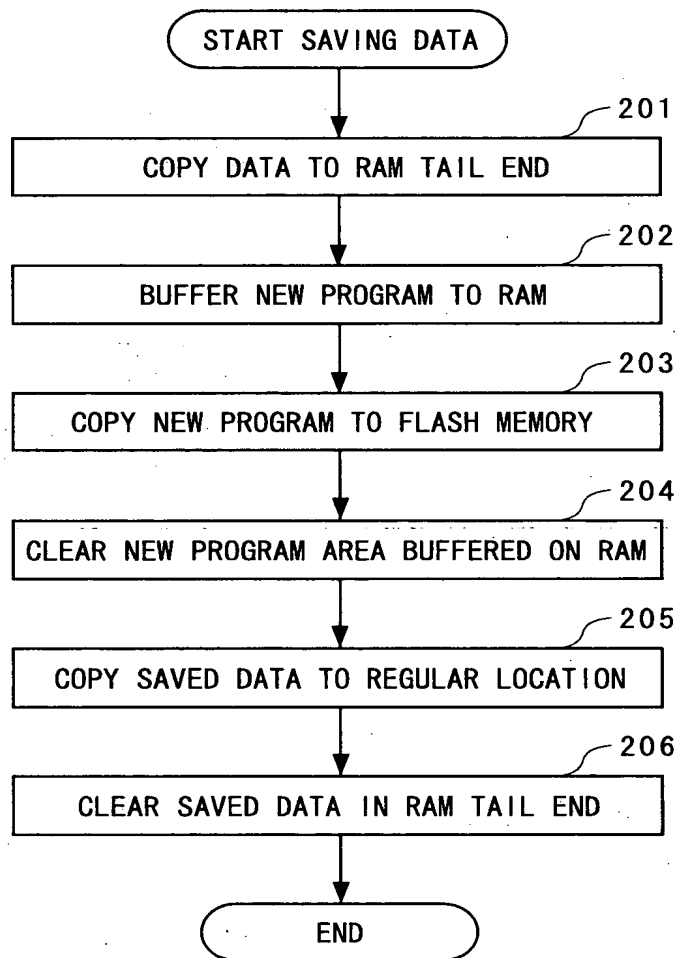 START SAVING DATA
201
COPY DATA TO RAM TAIL END
202
BUFFER NEW PROGRAM TO RAM
203
COPY NEW PROGRAM TO FLASH MEMORY
204
CLEAR NEW PROGRAM AREA BUFFERED ON RAM
205
COPY SAVED DATA TO REGULAR LOCATION
206
CLEAR SAVED DATA IN RAM TAIL END
END